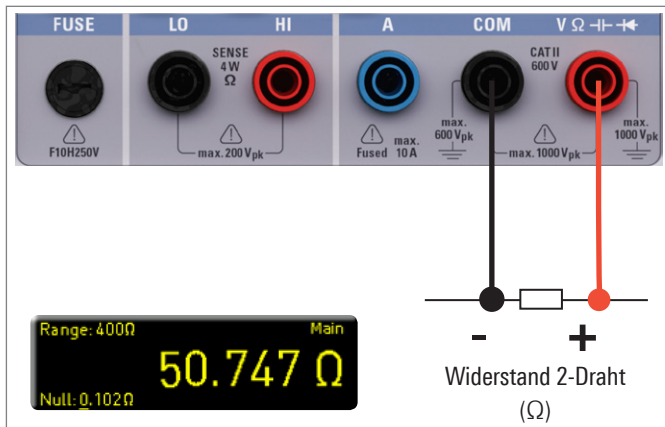 FUSE LO HI A COM V Ω ⊣⊢ ⯈|
SENSE
4W
Ω
CAT II
600V
F10H250V
max. 200 Vpk
Fused max. 10 A
max. 600 Vpk
max. 1000 Vpk
max. 1000 Vpk
Range: 400Ω Main
50.747 Ω
Null: 0.102Ω
- +
Widerstand 2-Draht
(Ω)